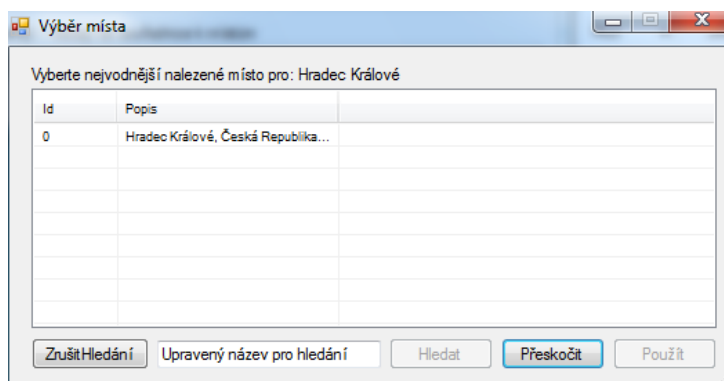 Výběr místa
Vyberte nejvodnější nalezené místo pro: Hradec Králové
Id Popis
0 Hradec Králové, Česká Republika...
ZrušitHledání Upravený název pro hledání Hledat Přeskočit Použít